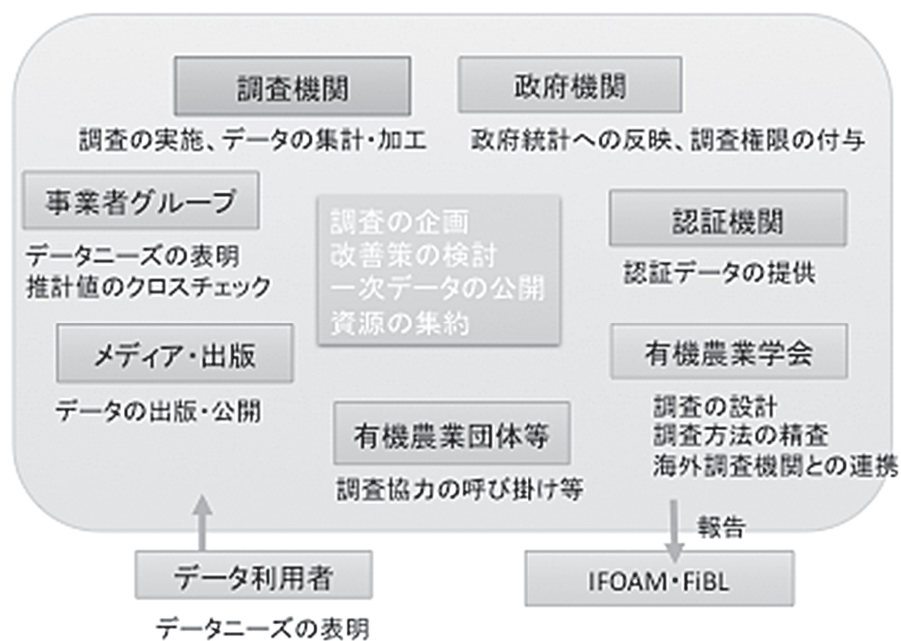 調査機関
調査の実施、データの集計・加工
政府機関
政府統計への反映、調査権限の付与
事業者グループ
データニーズの表明
推計値のクロスチェック
調査の企画
改善策の検討
一次データの公開
資源の集約
認証機関
認証データの提供
メディア・出版
データの出版・公開
有機農業団体等
調査協力の呼び掛け等
有機農業学会
調査の設計
調査方法の精査
海外調査機関との連携
報告
データ利用者
データニーズの表明
IFOAM・FiBL